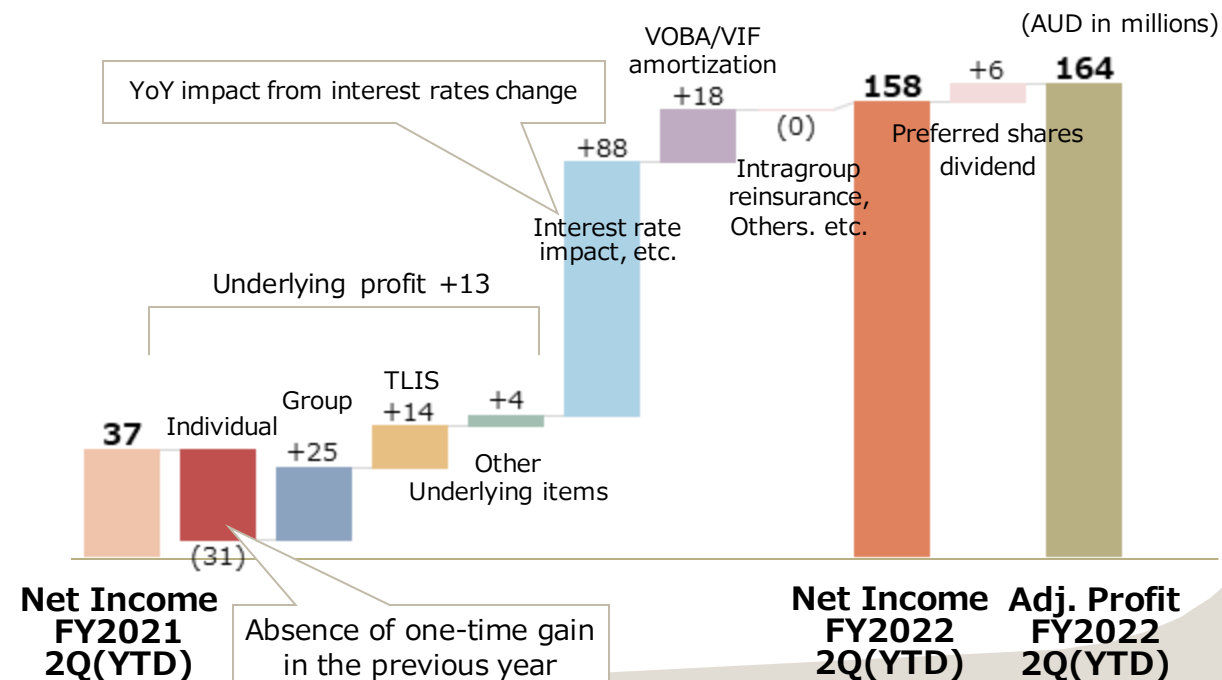 (AUD in millions)
VOBA/VIF
amortization
+18
YoY impact from interest rates change
+88
(0)
158
+6
164
Preferred shares
dividend
Intragroup
reinsurance,
Others. etc.
Interest rate
impact, etc.
Underlying profit +13
37
Individual
(31)
Group
+25
TLIS
+14
+4
Other
Underlying items
Net Income
FY2021
2Q(YTD)
Absence of one-time gain
in the previous year
Net Income
FY2022
2Q(YTD)
Adj. Profit
FY2022
2Q(YTD)